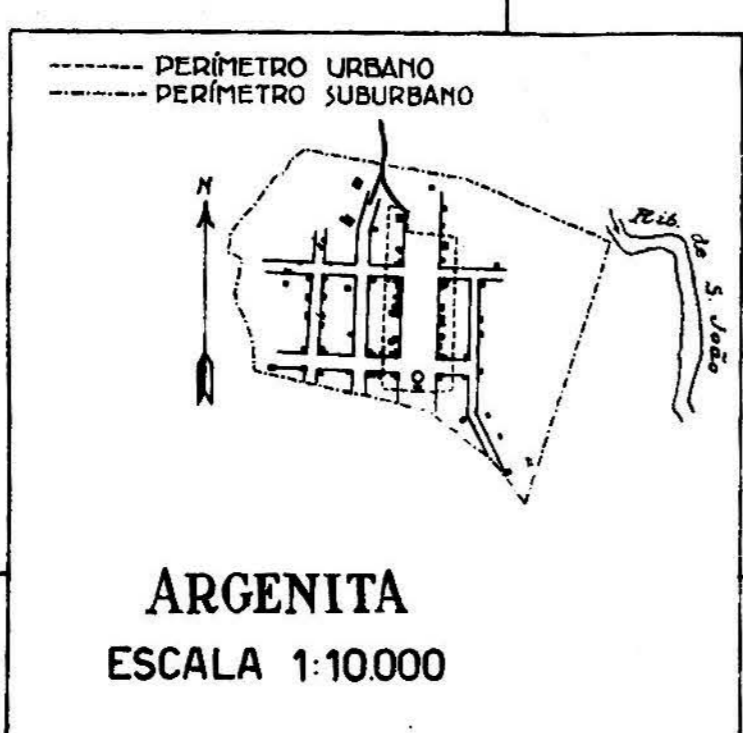 PERÍMETRO URBANO
PERÍMETRO SUBURBANO
N
Rib. de S. João
ARGENITA
ESCALA 1:10.000